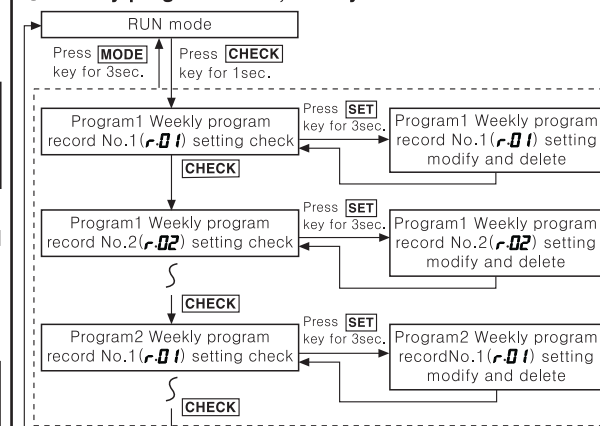 RUN mode
Press MODE
key for 3sec.
Press CHECK
key for 1sec.
Program1 Weekly program
record No.1(r.01) setting check
Press SET
key for 3sec.
Program1 Weekly program
record No.1(r.01) setting
modify and delete
CHECK
Program1 Weekly program
record No.2(r.02) setting check
Press SET
key for 3sec.
Program1 Weekly program
record No.2(r.02) setting
modify and delete
CHECK
Program2 Weekly program
record No.1(r.01) setting check
Press SET
key for 3sec.
Program2 Weekly program
recordNo.1(r.01) setting
modify and delete
CHECK